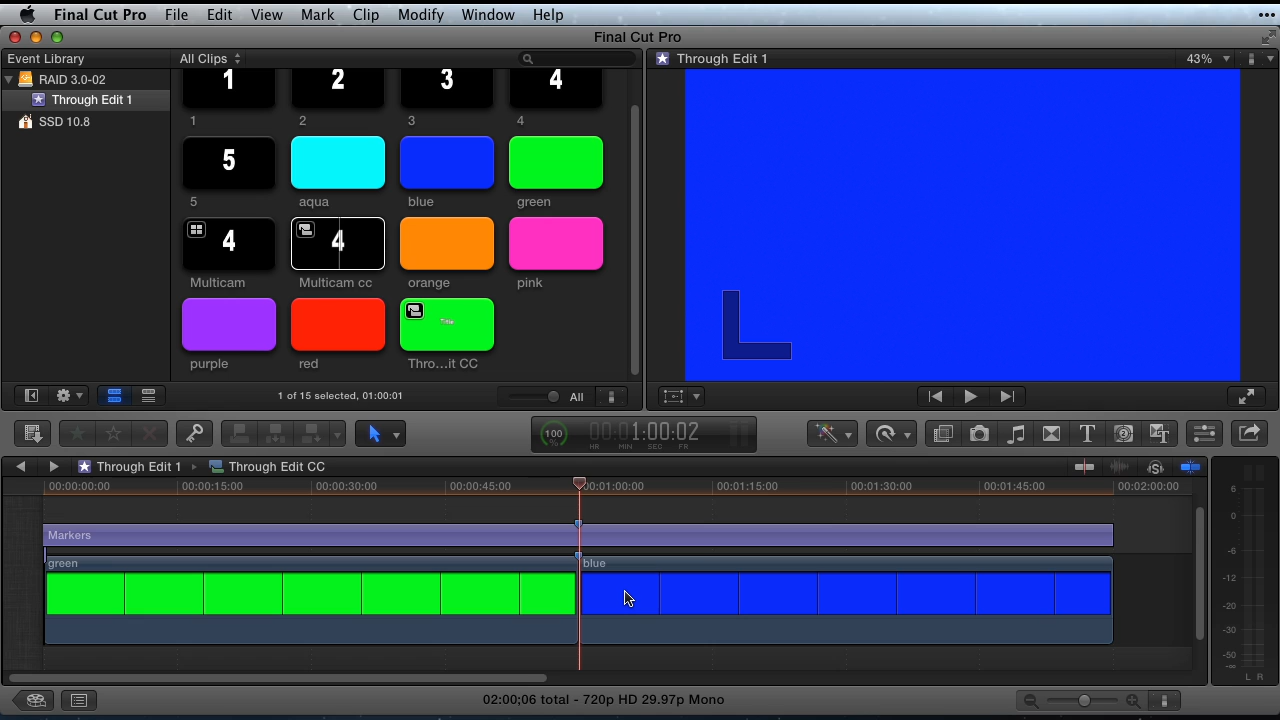 Final Cut Pro File Edit View Mark Clip Modify Window Help
Final Cut Pro
Event Library
All Clips
Through Edit 1
43%
RAID 3.0-02
Through Edit 1
SSD 10.8
1 2 3 4
1 2 3 4
5
5 aqua blue green
4 4
Multicam Multicam cc orange pink
Title
purple red Thro...it CC
1 of 15 selected, 01:00:01
All
100
00:01:00:02
HR MIN SEC FR
Through Edit 1
Through Edit CC
00:00:00:00 00:00:15:00 00:00:30:00 00:00:45:00 00:01:00:00 00:01:15:00 00:01:30:00 00:01:45:00 00:02:00:00
Markers
green blue
6
0
-6
-12
-20
-30
-50
-∞
L R
02:00;06 total - 720p HD 29.97p Mono